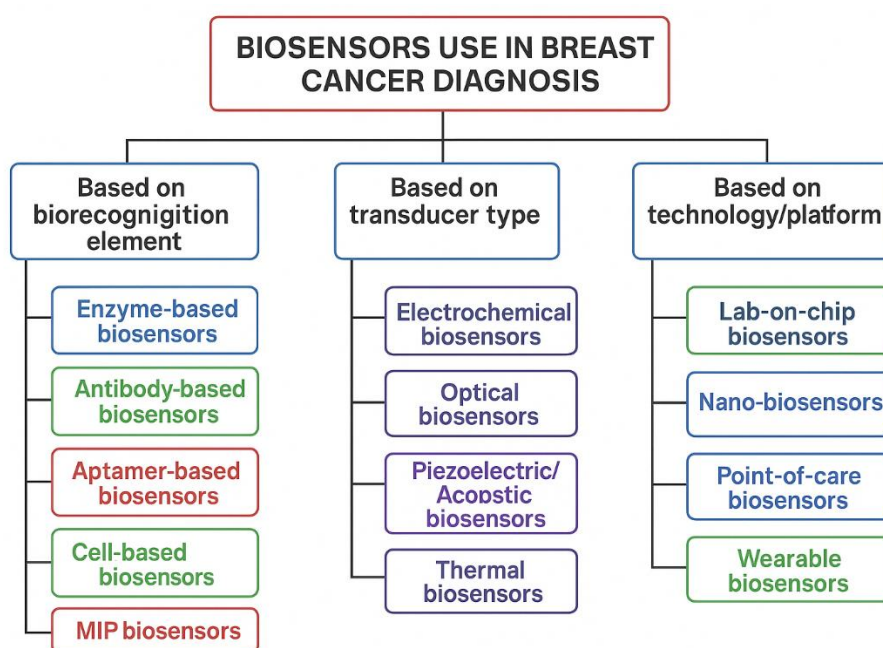 BIOSENSORS USE IN BREAST
CANCER DIAGNOSIS
Based on
biorecognigition
element
Enzyme-based
biosensors
Antibody-based
biosensors
Aptamer-based
biosensors
Cell-based
biosensors
MIP biosensors
Based on
transducer type
Electrochemical
biosensors
Optical
biosensors
Piezoelectric/
Acopstic
biosensors
Thermal
biosensors
Based on
technology/platform
Lab-on-chip
biosensors
Nano-biosensors
Point-of-care
biosensors
Wearable
biosensors